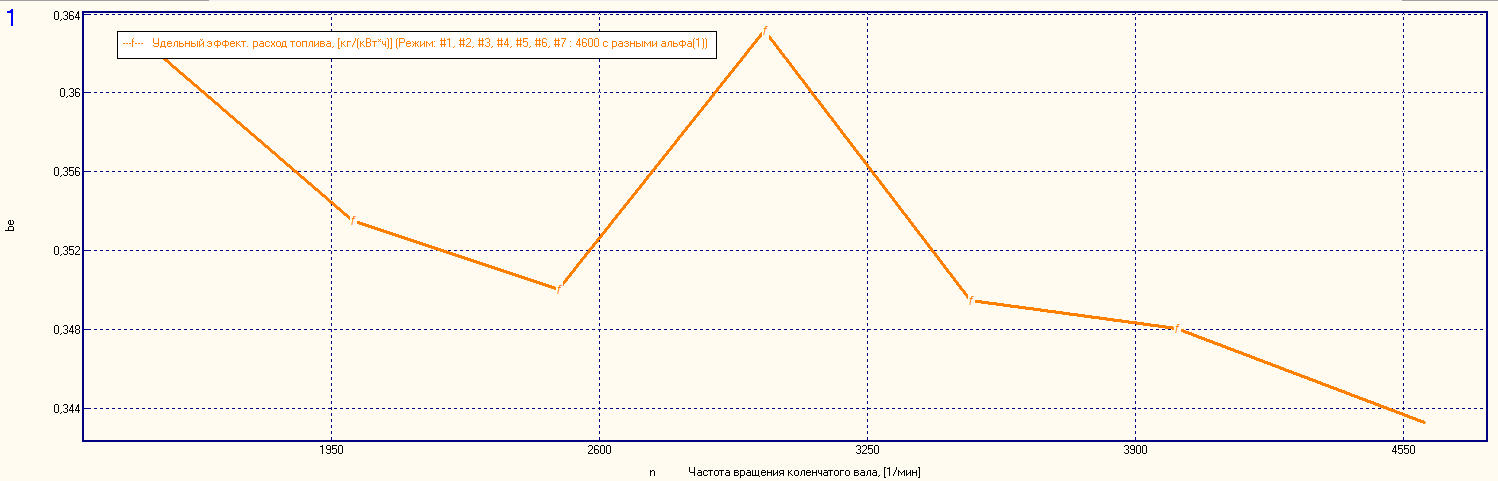 1
0,364
---f--- Удельный эффект. расход топлива, [кг/(кВт*ч)] (Режим: #1, #2, #3, #4, #5, #6, #7 : 4600 с разными альфа(1))
0,36
0,356
be
0,352
0,348
0,344
1950 2600 3250 3900 4550
n Частота вращения коленчатого вала, [1/мин]